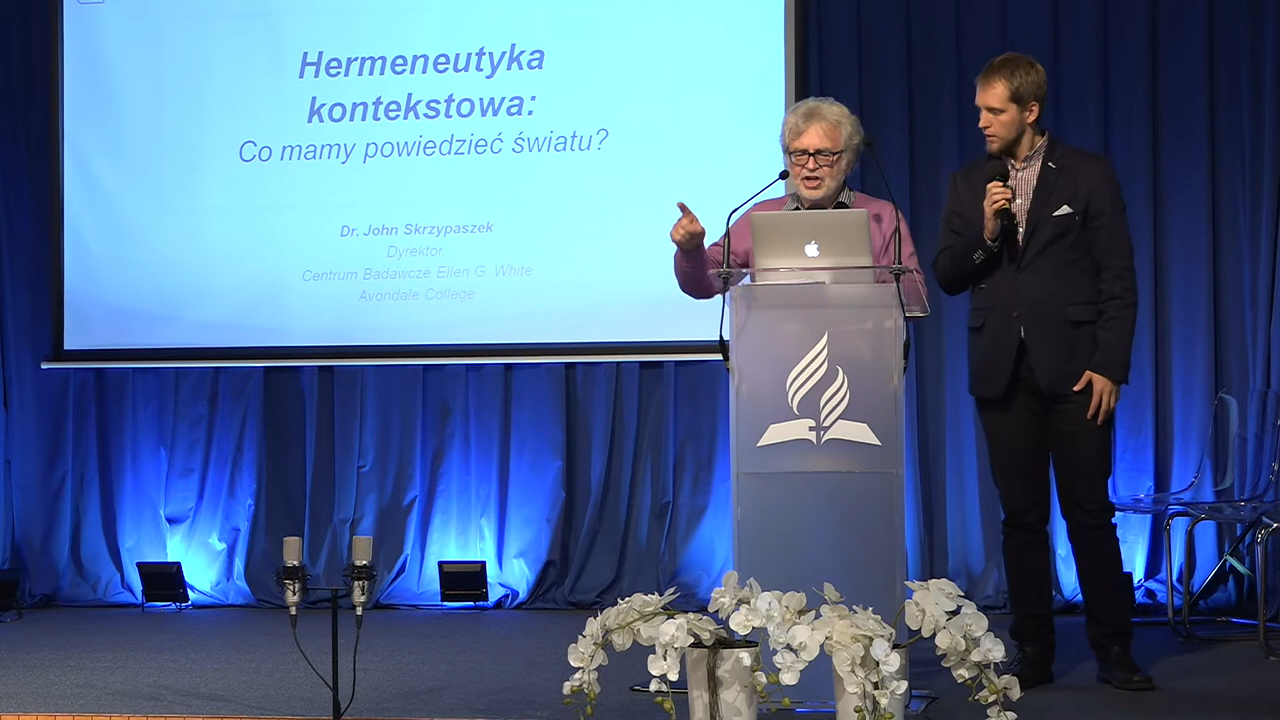 Hermeneutyka
kontekstowa:
Co mamy powiedzieć światu?
Dr. John Skrzypaszek
Dyrektor
Centrum Badawcze Ellen G. White
Avondale College